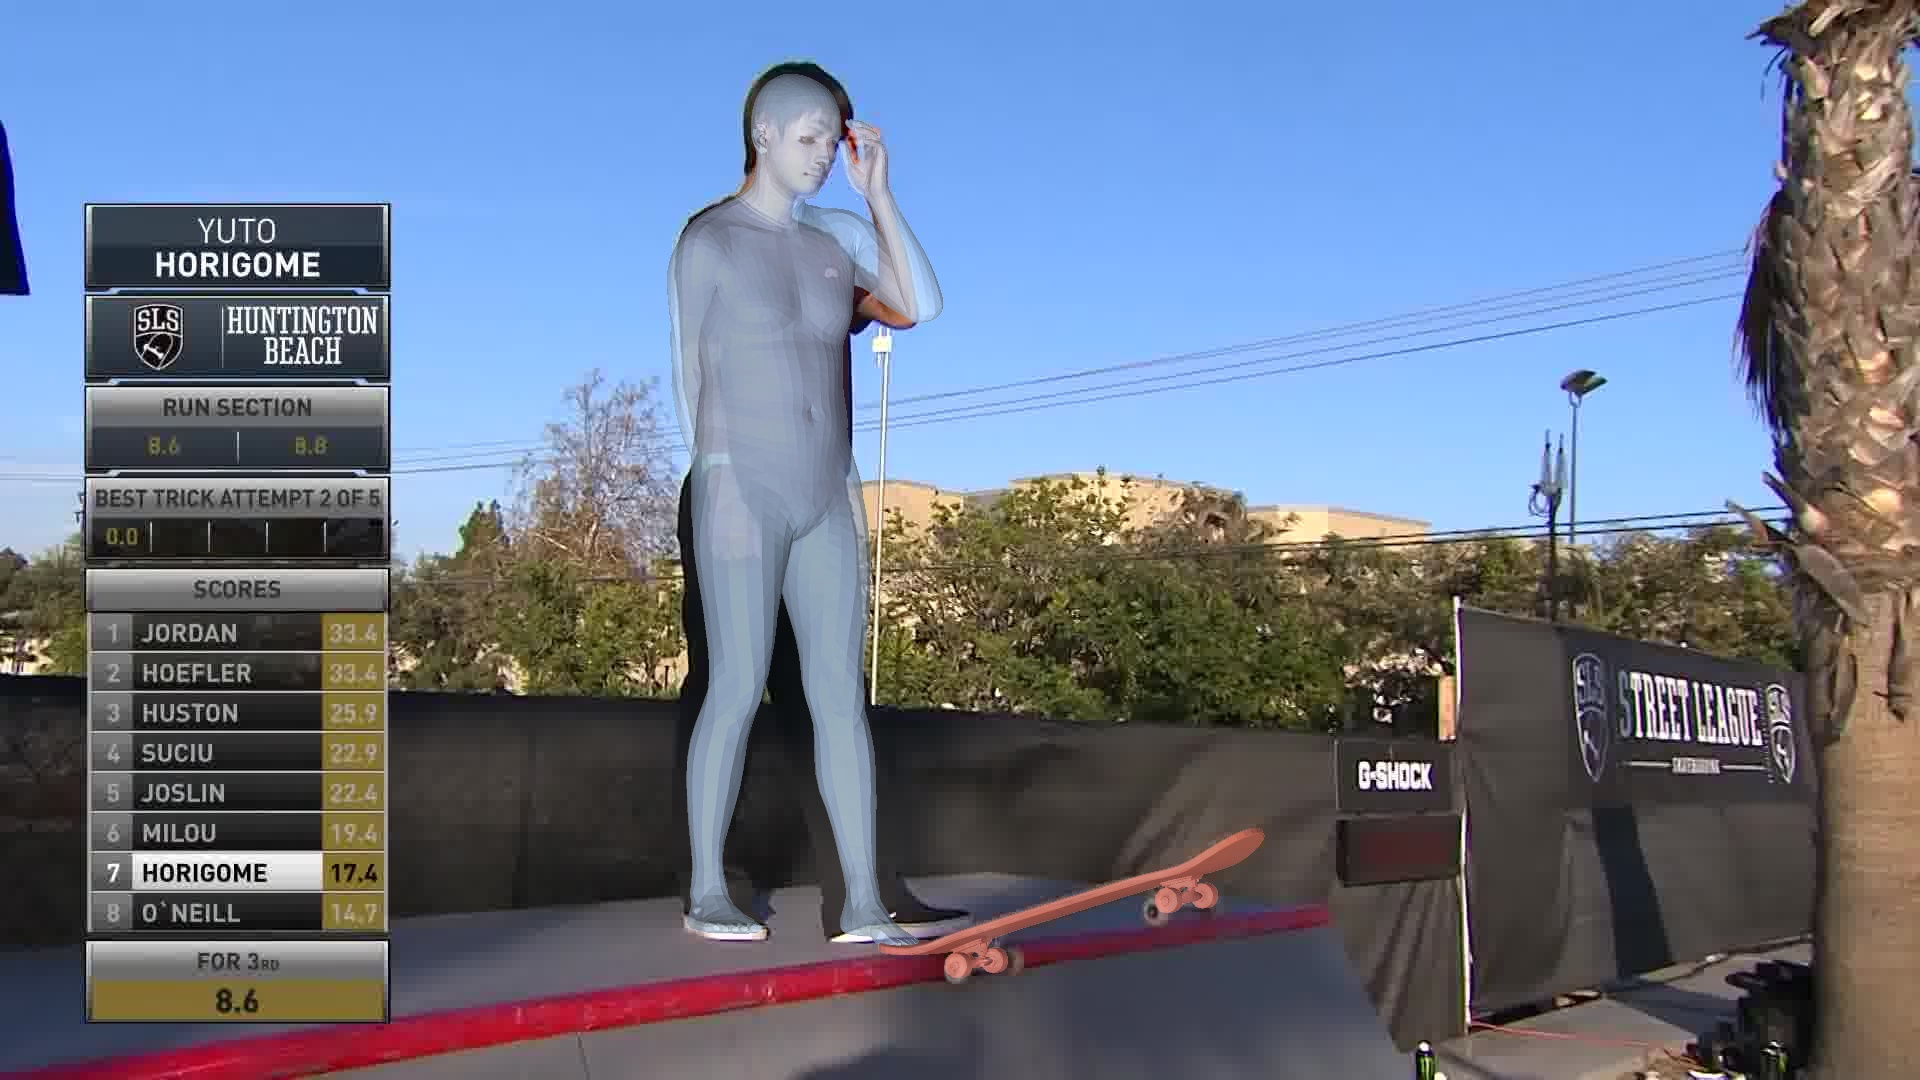 YUTO
HORIGOME
SLS
HUNTINGTON
BEACH
RUN SECTION
8.6 8.8
BEST TRICK ATTEMPT 2 OF 5
0.0
SCORES
1 JORDAN 33.4
2 HOEFLER 33.4
3 HUSTON 25.9
4 SUCIU 22.9
5 JOSLIN 22.4
6 MILOU 19.4
7 HORIGOME 17.4
8 O`NEILL 14.7
FOR 3RD
8.6
G-SHOCK
SLS STREET LEAGUE SLS